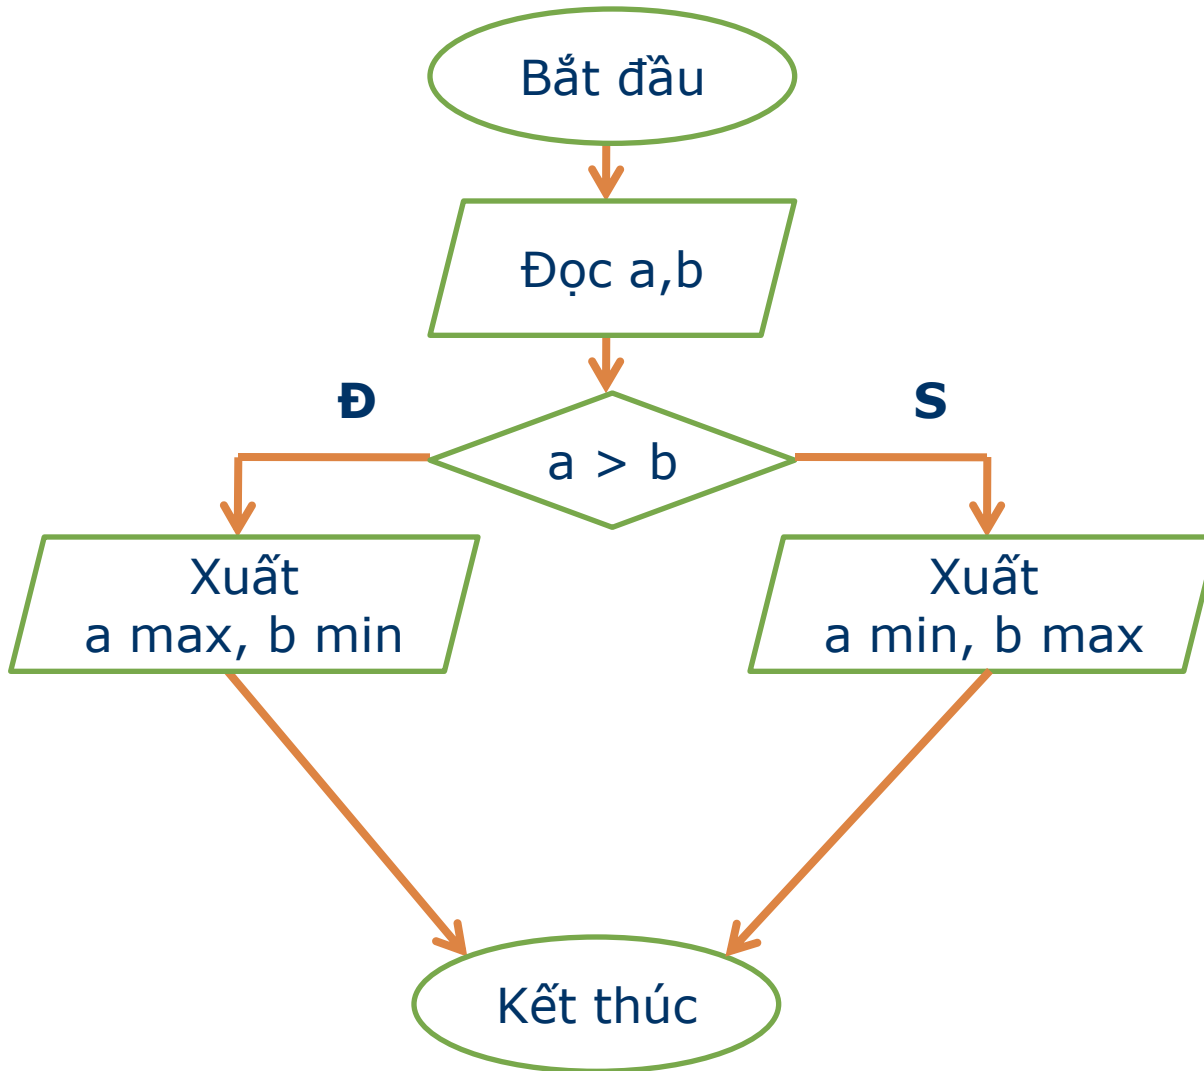 Bắt đầu
Đọc a,b
Đ
S
a > b
Xuất
a max, b min
Xuất
a min, b max
Kết thúc